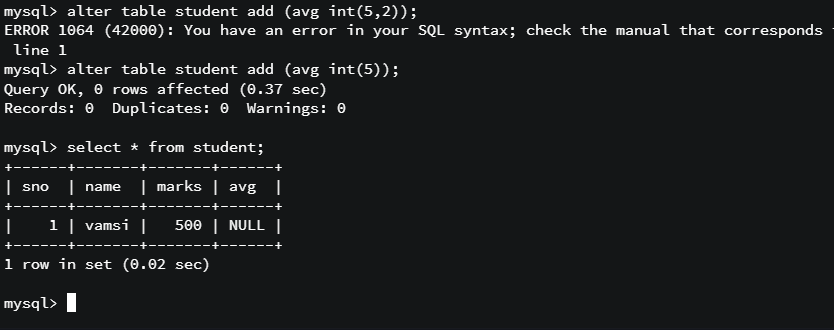 mysql> alter table student add (avg int(5,2));
ERROR 1064 (42000): You have an error in your SQL syntax; check the manual that corresponds
 line 1
mysql> alter table student add (avg int(5));
Query OK, 0 rows affected (0.37 sec)
Records: 0  Duplicates: 0  Warnings: 0

mysql> select * from student;
+------+-------+-------+------+
| sno  | name  | marks | avg  |
+------+-------+-------+------+
|    1 | vamsi |   500 | NULL |
+------+-------+-------+------+
1 row in set (0.02 sec)

mysql>